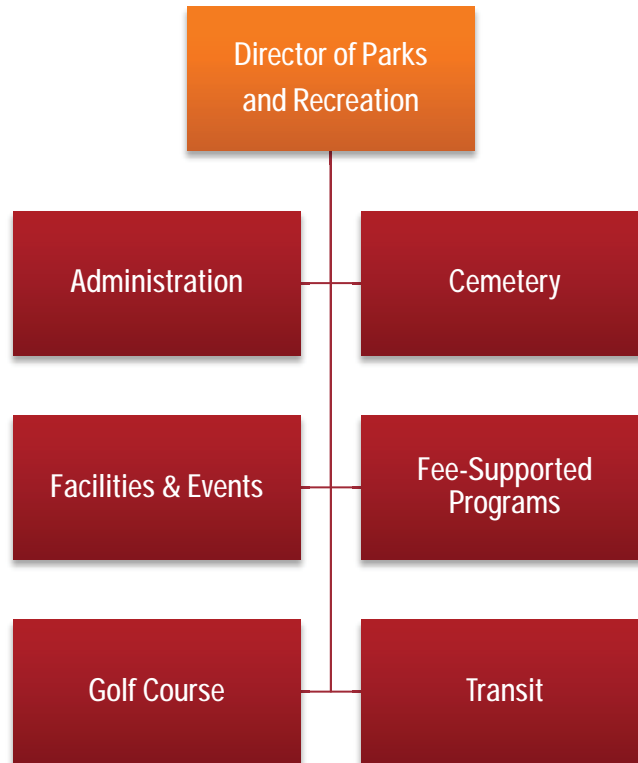 Director of Parks
and Recreation
Administration
Cemetery
Facilities & Events
Fee-Supported
Programs
Golf Course
Transit